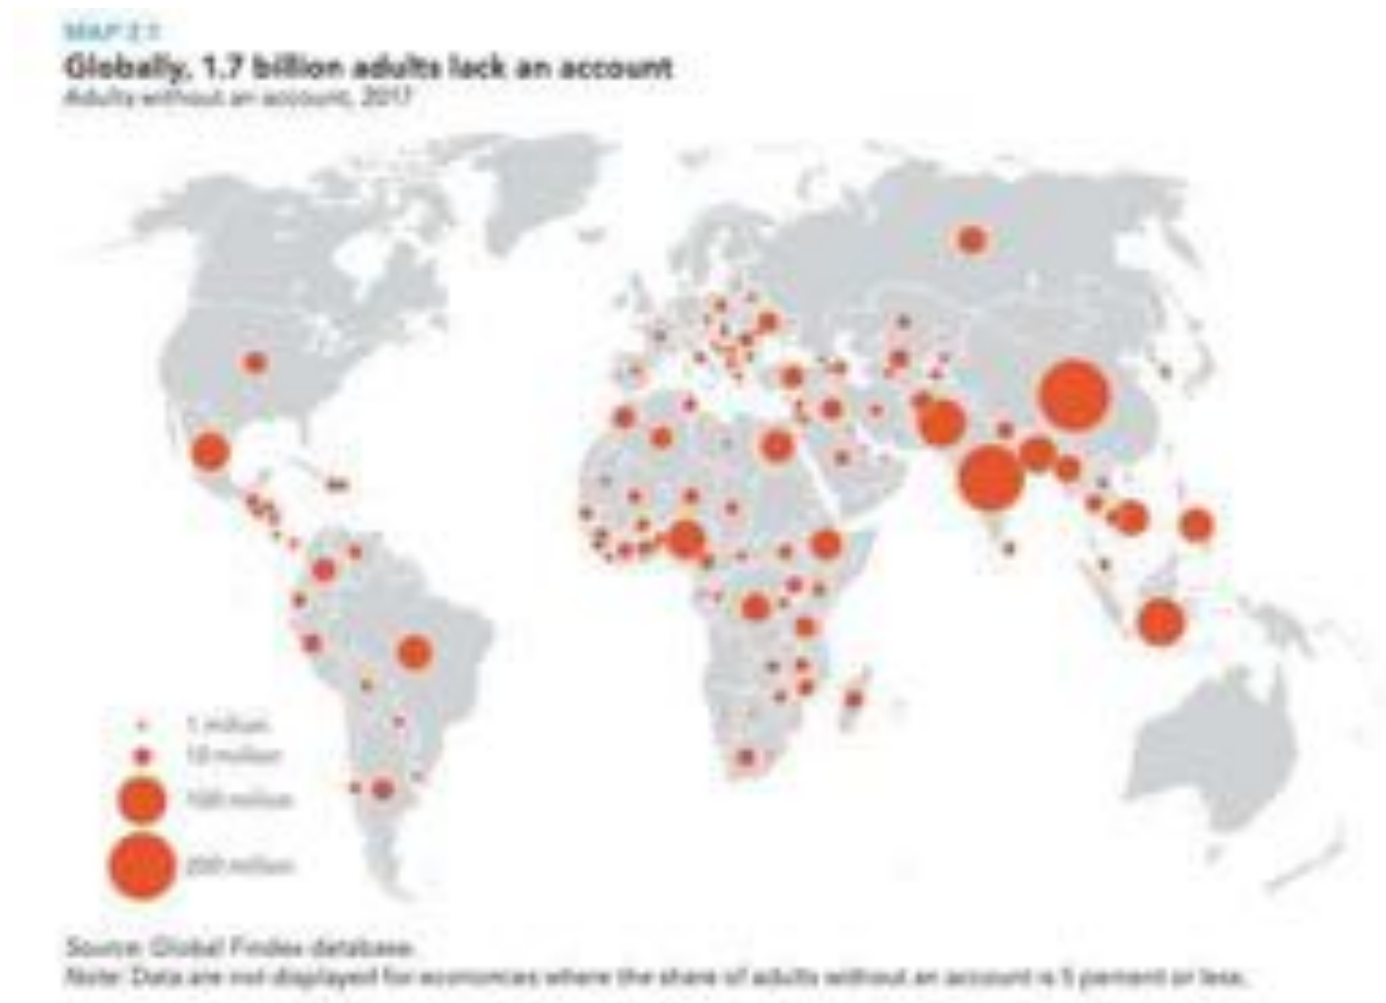 MAP 2.1
Globally, 1.7 billion adults lack an account
Adults without an account, 2017
1 million
10 million
100 million
200 million
Source: Global Findex database.
Note: Data are not displayed for economies where the share of adults without an account is 5 percent or less.